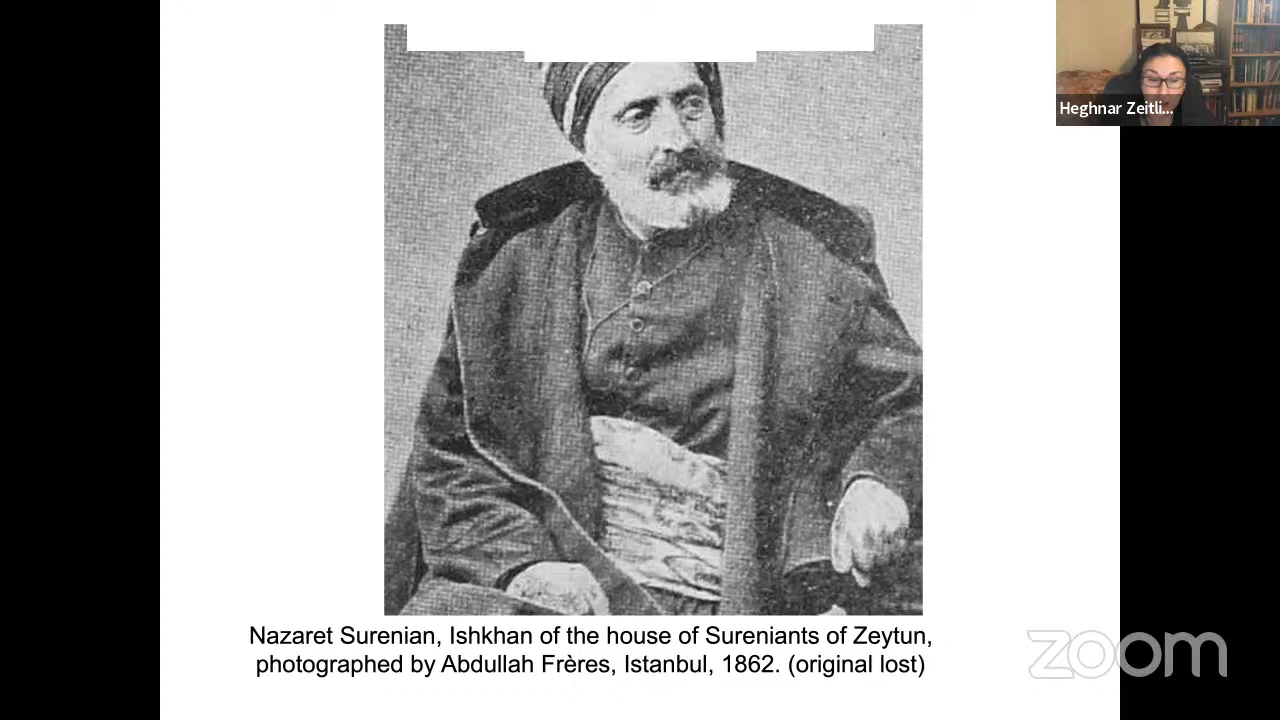 Heghnar Zeitli...
Nazaret Surenian, Ishkhan of the house of Sureniants of Zeytun,
photographed by Abdullah Frères, Istanbul, 1862. (original lost)
zoom